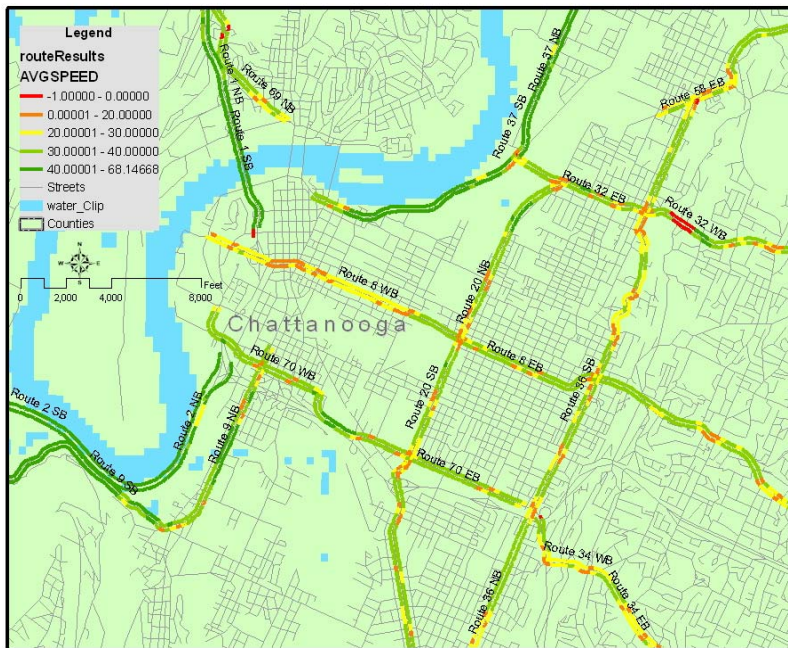 Legend
routeResults
AVGSPEED
-1.00000 - 0.00000
0.00001 - 20.00000
20.00001 - 30.00000
30.00001 - 40.00000
40.00001 - 68.14668
Streets
water_Clip
Counties
N
W E
S
Feet
0 2,000 4,000 8,000
Route 1 NB
Route 69 NB
Route 1 SB
Route 37 NB
Route 37 SB
Route 58 EB
Route 32 EB
Route 32 WB
Route 8 WB
Route 20 NB
Chattanooga
Route 8 EB
Route 70 WB
Route 36 SB
Route 20 SB
Route 2 SB
Route 2 NB
Route 9 NB
Route 9 SB
Route 70 EB
Route 34 WB
Route 36 NB
Route 34 EB